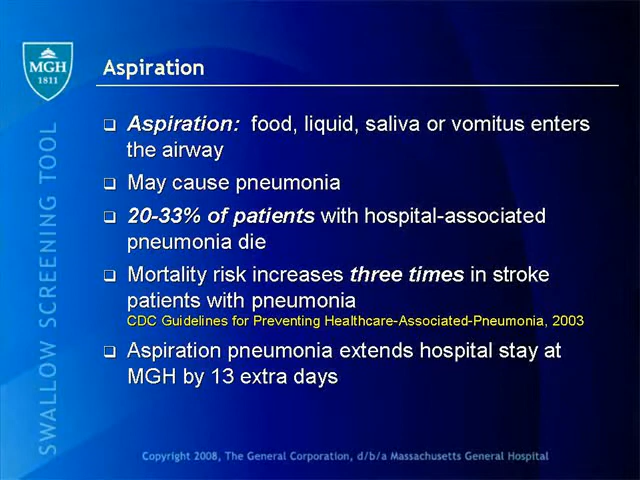 MGH
1811
Aspiration
SWALLOW SCREENING TOOL
❑ Aspiration: food, liquid, saliva or vomitus enters
the airway
❑ May cause pneumonia
❑ 20-33% of patients with hospital-associated
pneumonia die
❑ Mortality risk increases three times in stroke
patients with pneumonia
CDC Guidelines for Preventing Healthcare-Associated-Pneumonia, 2003
❑ Aspiration pneumonia extends hospital stay at
MGH by 13 extra days
Copyright 2008, The General Corporation, d/b/a Massachusetts General Hospital